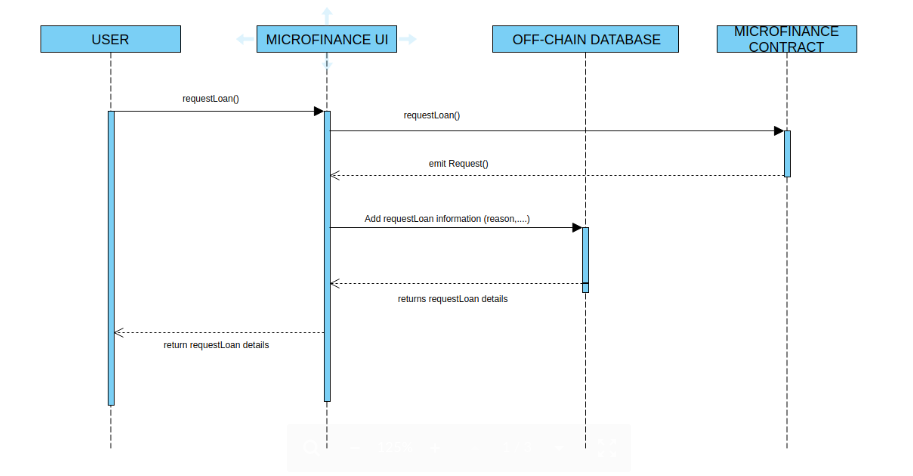 USER
MICROFINANCE UI
OFF-CHAIN DATABASE
MICROFINANCE
CONTRACT
requestLoan()
requestLoan()
emit Request()
Add requestLoan information (reason,....)
returns requestLoan details
return requestLoan details